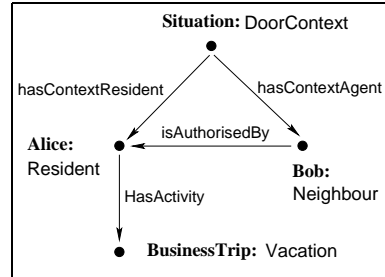 Situation: DoorContext
hasContextResident
hasContextAgent
isAuthorisedBy
Alice:
Resident
Bob:
Neighbour
HasActivity
BusinessTrip: Vacation